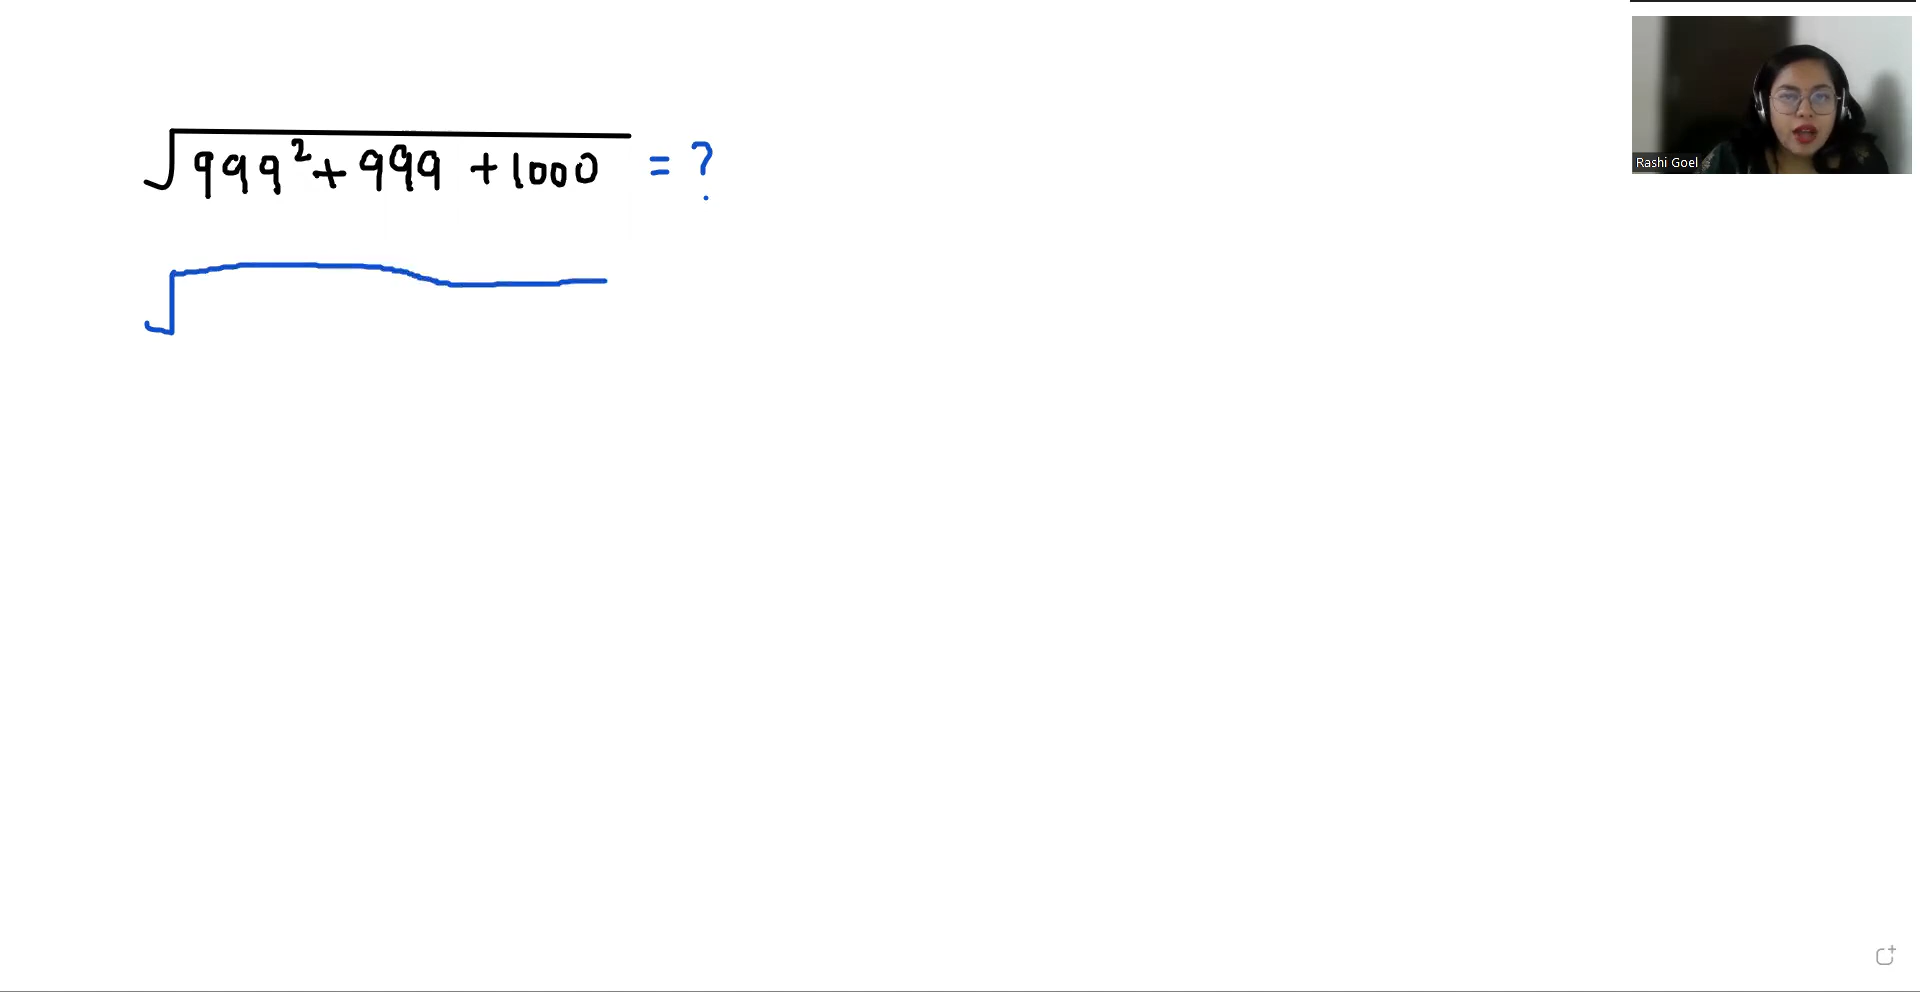 √999² + 999 + 1000 = ?
√
Rashi Goel